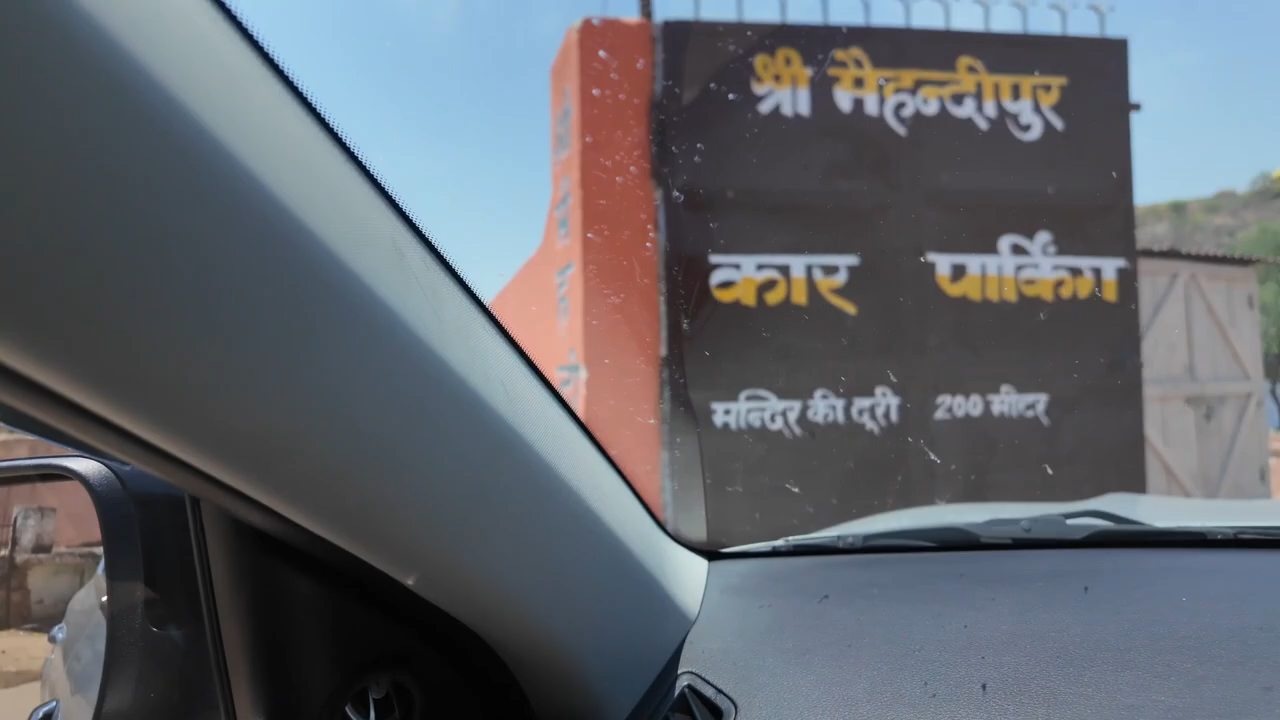 श्री मैहन्दीपुर
कार पार्किंग
मन्दिर की दूरी 200 मीटर